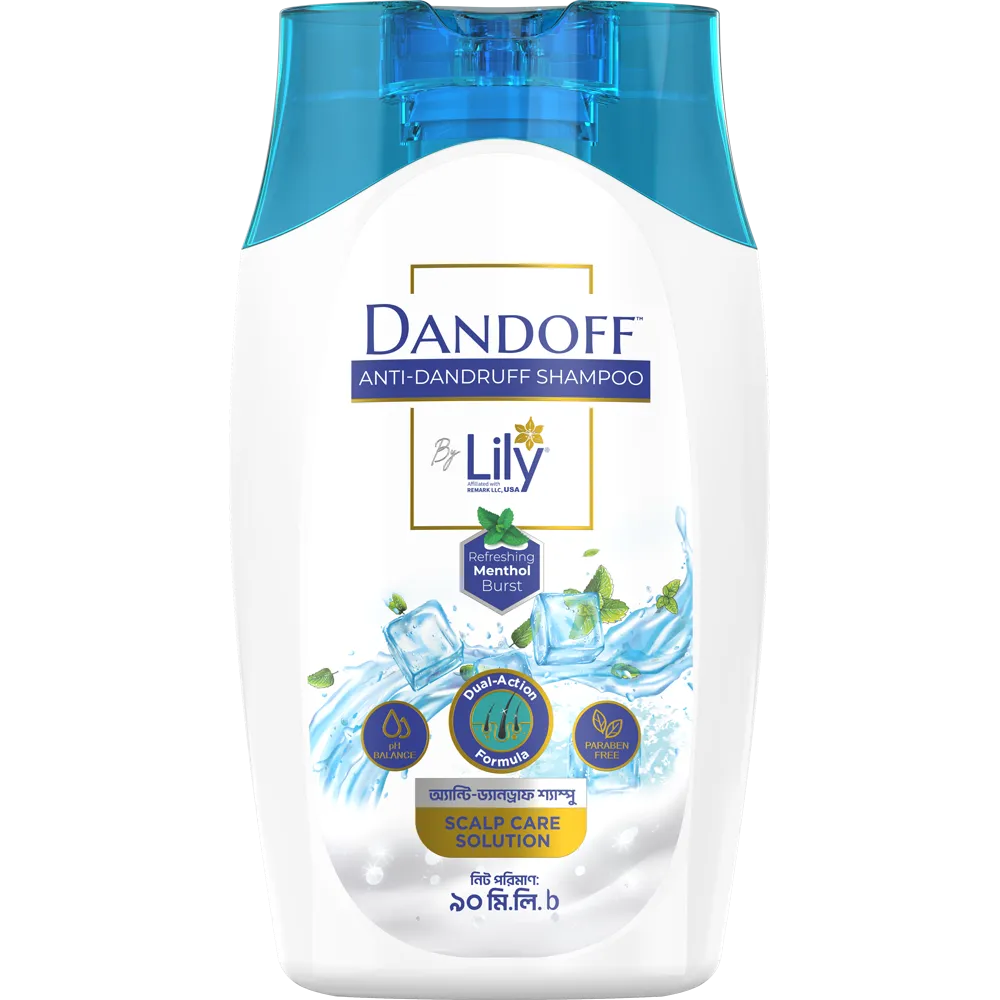 DANDOFF™
ANTI-DANDRUFF SHAMPOO
By Lily®
Affiliated with
REMARK LLC, USA
Refreshing
Menthol
Burst
Dual-Action
Formula
pH
BALANCE
PARABEN
FREE
অ্যান্টি-ড্যানড্রাফ শ্যাম্পু
SCALP CARE
SOLUTION
নিট পরিমাণ:
৯০ মি.লি. b